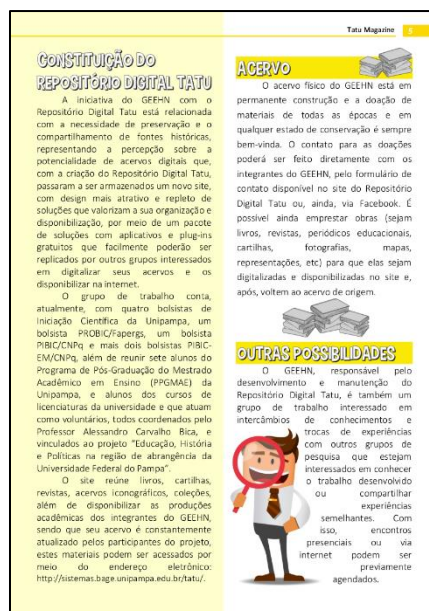 Tatu Magazine 5
CONSTITUIÇÃO DO
REPOSITÓRIO DIGITAL TATU
A iniciativa do GEEHN com o
Repositório Digital Tatu está relacionada
com a necessidade de preservação e o
compartilhamento de fontes históricas,
representando a percepção sobre a
potencialidade de acervos digitais que,
com a criação do Repositório Digital Tatu,
passaram a ser armazenados um novo site,
com design mais atrativo e repleto de
soluções que valorizam a sua organização e
disponibilização, por meio de um pacote
de soluções com aplicativos e plug-ins
gratuitos que facilmente poderão ser
replicados por outros grupos interessados
em digitalizar seus acervos e os
disponibilizar na internet.
O grupo de trabalho conta,
atualmente, com quatro bolsistas de
Iniciação Científica da Unipampa, um
bolsista PROBIC/Fapergs, um bolsista
PIBIC/CNPq e mais dois bolsistas PIBIC-
EM/CNPq, além de reunir sete alunos do
Programa de Pós-Graduação do Mestrado
Acadêmico em Ensino (PPGMAE) da
Unipampa, e alunos dos cursos de
licenciaturas da universidade e que atuam
como voluntários, todos coordenados pelo
Professor Alessandro Carvalho Bica, e
vinculados ao projeto "Educação, História
e Políticas na região de abrangência da
Universidade Federal do Pampa".
O site reúne livros, cartilhas,
revistas, acervos iconográficos, coleções,
além de disponibilizar as produções
acadêmicas dos integrantes do GEEHN,
sendo que seu acervo é constantemente
atualizado pelos participantes do projeto,
estes materiais podem ser acessados por
meio do endereço eletrônico:
http://sistemas.bage.unipampa.edu.br/tatu/.
ACERVO
O acervo físico do GEEHN está em
permanente construção e a doação de
materiais de todas as épocas e em
qualquer estado de conservação é sempre
bem-vinda. O contato para as doações
poderá ser feito diretamente com os
integrantes do GEEHN, pelo formulário de
contato disponível no site do Repositório
Digital Tatu ou, ainda, via Facebook. É
possível ainda emprestar obras (sejam
livros, revistas, periódicos educacionais,
cartilhas, fotografias, mapas,
representações, etc) para que elas sejam
digitalizadas e disponibilizadas no site e,
após, voltem ao acervo de origem.
OUTRAS POSSIBILIDADES
O GEEHN, responsável pelo
desenvolvimento e manutenção do
Repositório Digital Tatu, é também um
grupo de trabalho interessado em
intercâmbios de conhecimentos e
trocas de experiências
com outros grupos de
pesquisa que estejam
interessados em conhecer
o trabalho desenvolvido
ou compartilhar
experiências
semelhantes. Com
isso, encontros
presenciais ou via
internet podem ser
previamente
agendados.